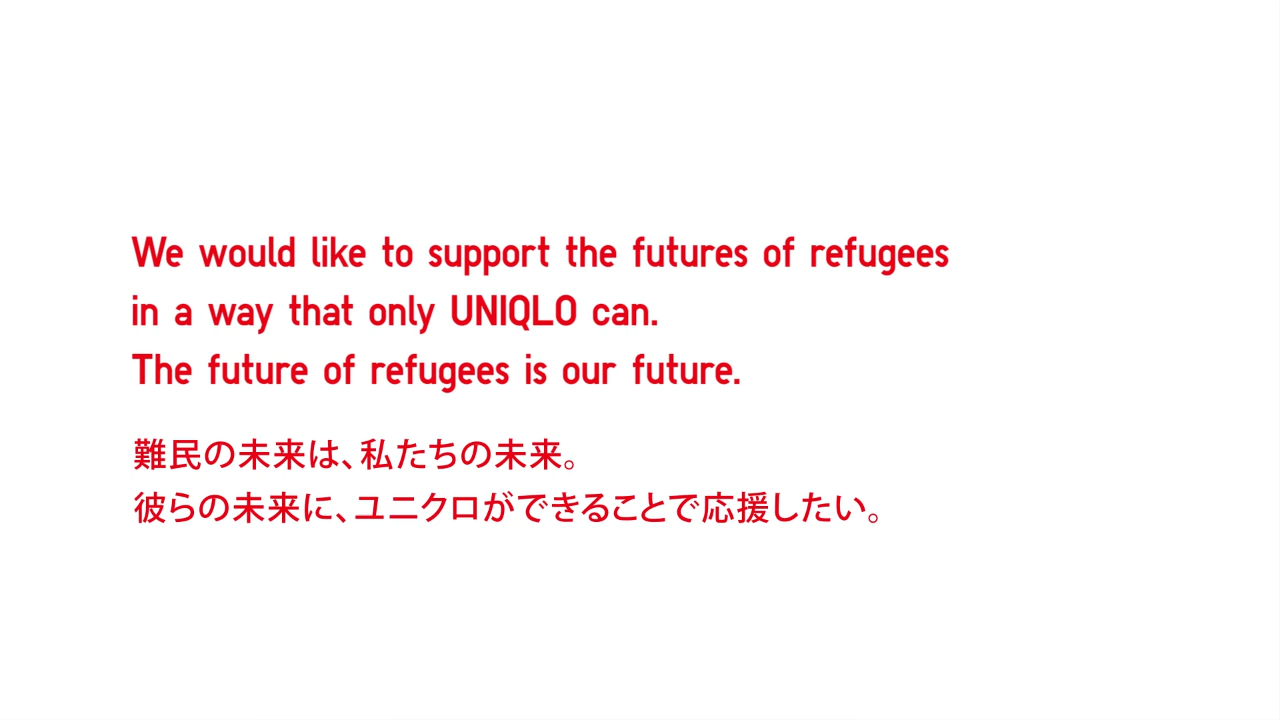 We would like to support the futures of refugees
in a way that only UNIQLO can.
The future of refugees is our future.
難民の未来は、私たちの未来。
彼らの未来に、ユニクロができることで応援したい。